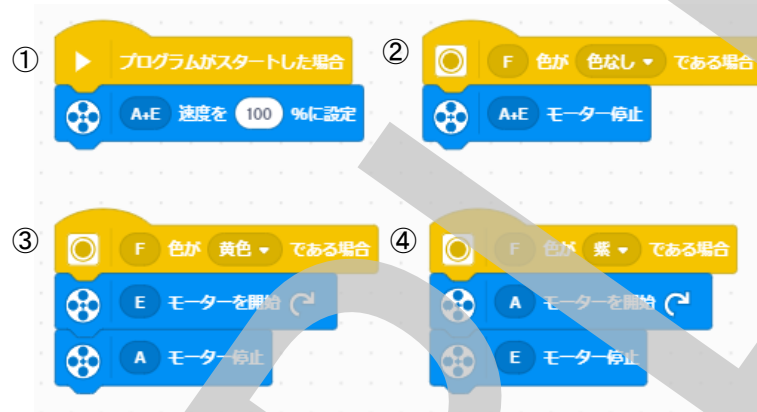 ① プログラムがスタートした場合
A+E 速度を 100 %に設定
② F 色が 色なし である場合
A+E モーター停止
③ F 色が 黄色 である場合
E モーターを開始
A モーター停止
④ F 色が 紫 である場合
A モーターを開始
E モーター停止